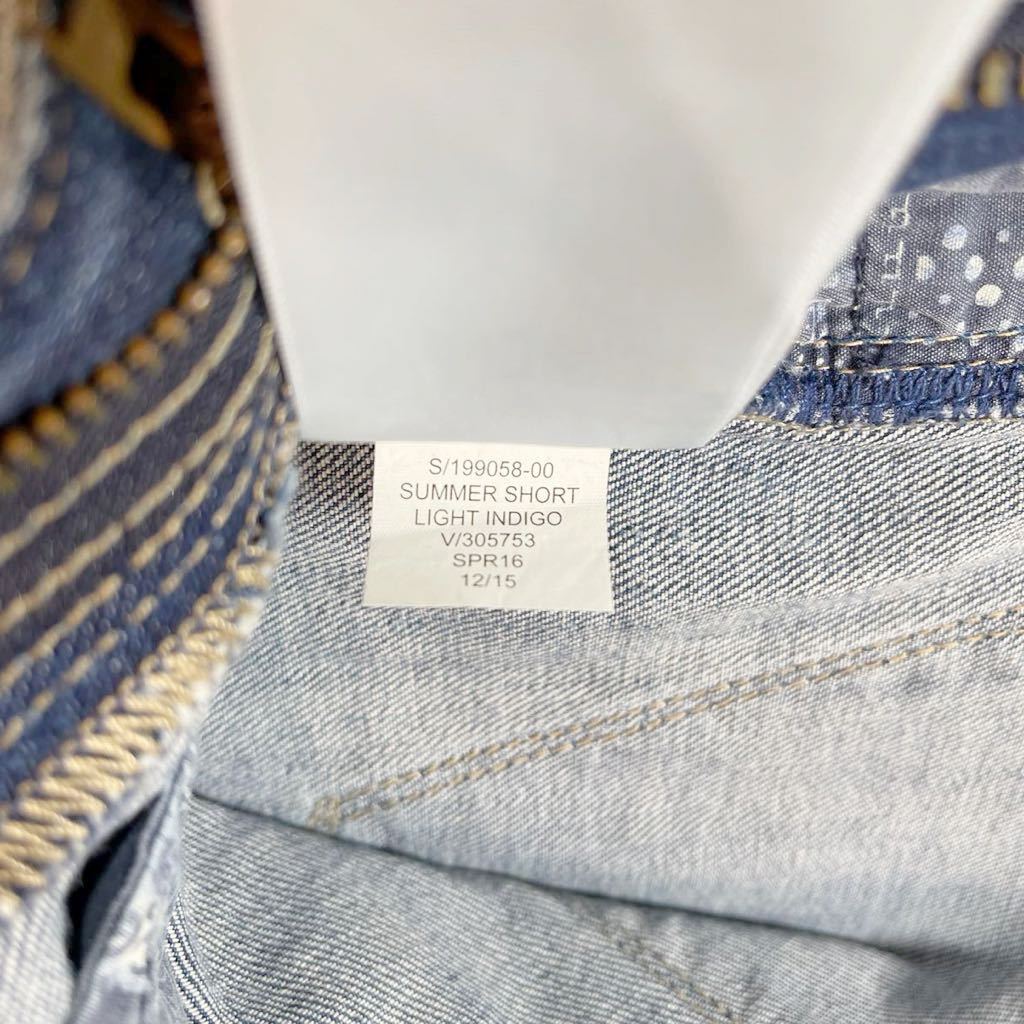 S/199058-00
SUMMER SHORT
LIGHT INDIGO
V/305753
SPR16
12/15